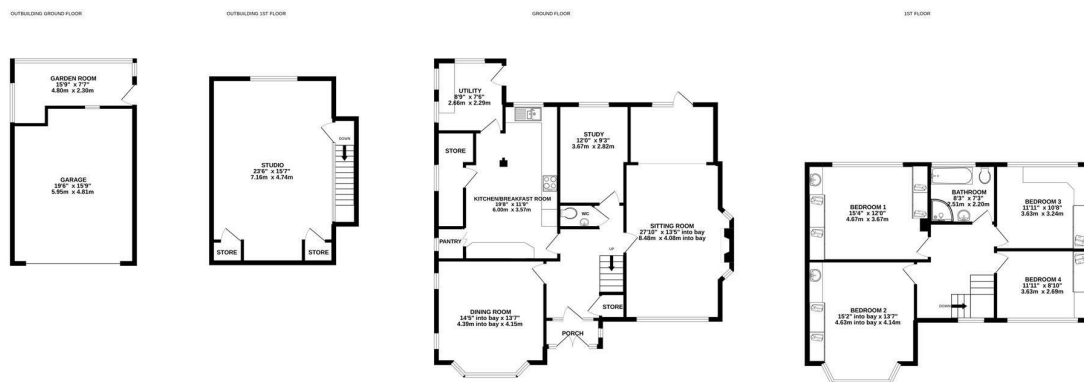 OUTBUILDING GROUND FLOOR
GARDEN ROOM
15'9" x 7'7"
4.80m x 2.30m
GARAGE
19'6" x 15'9"
5.95m x 4.81m
OUTBUILDING 1ST FLOOR
DOWN
STUDIO
23'6" x 15'7"
7.16m x 4.74m
STORE
STORE
GROUND FLOOR
UTILITY
8'9" x 7'6"
2.66m x 2.29m
STORE
STUDY
12'0" x 9'3"
3.67m x 2.82m
KITCHEN/BREAKFAST ROOM
19'8" x 11'9"
6.00m x 3.57m
WC
SITTING ROOM
27'10" x 13'5" into bay
8.48m x 4.08m into bay
PANTRY
UP
STORE
DINING ROOM
14'5" into bay x 13'7"
4.39m into bay x 4.15m
PORCH
1ST FLOOR
BEDROOM 1
15'4" x 12'0"
4.67m x 3.67m
BATHROOM
8'3" x 7'3"
2.51m x 2.20m
BEDROOM 3
11'11" x 10'8"
3.63m x 3.24m
BEDROOM 4
11'11" x 8'10"
3.63m x 2.69m
DOWN
BEDROOM 2
15'2" into bay x 13'7"
4.63m into bay x 4.14m